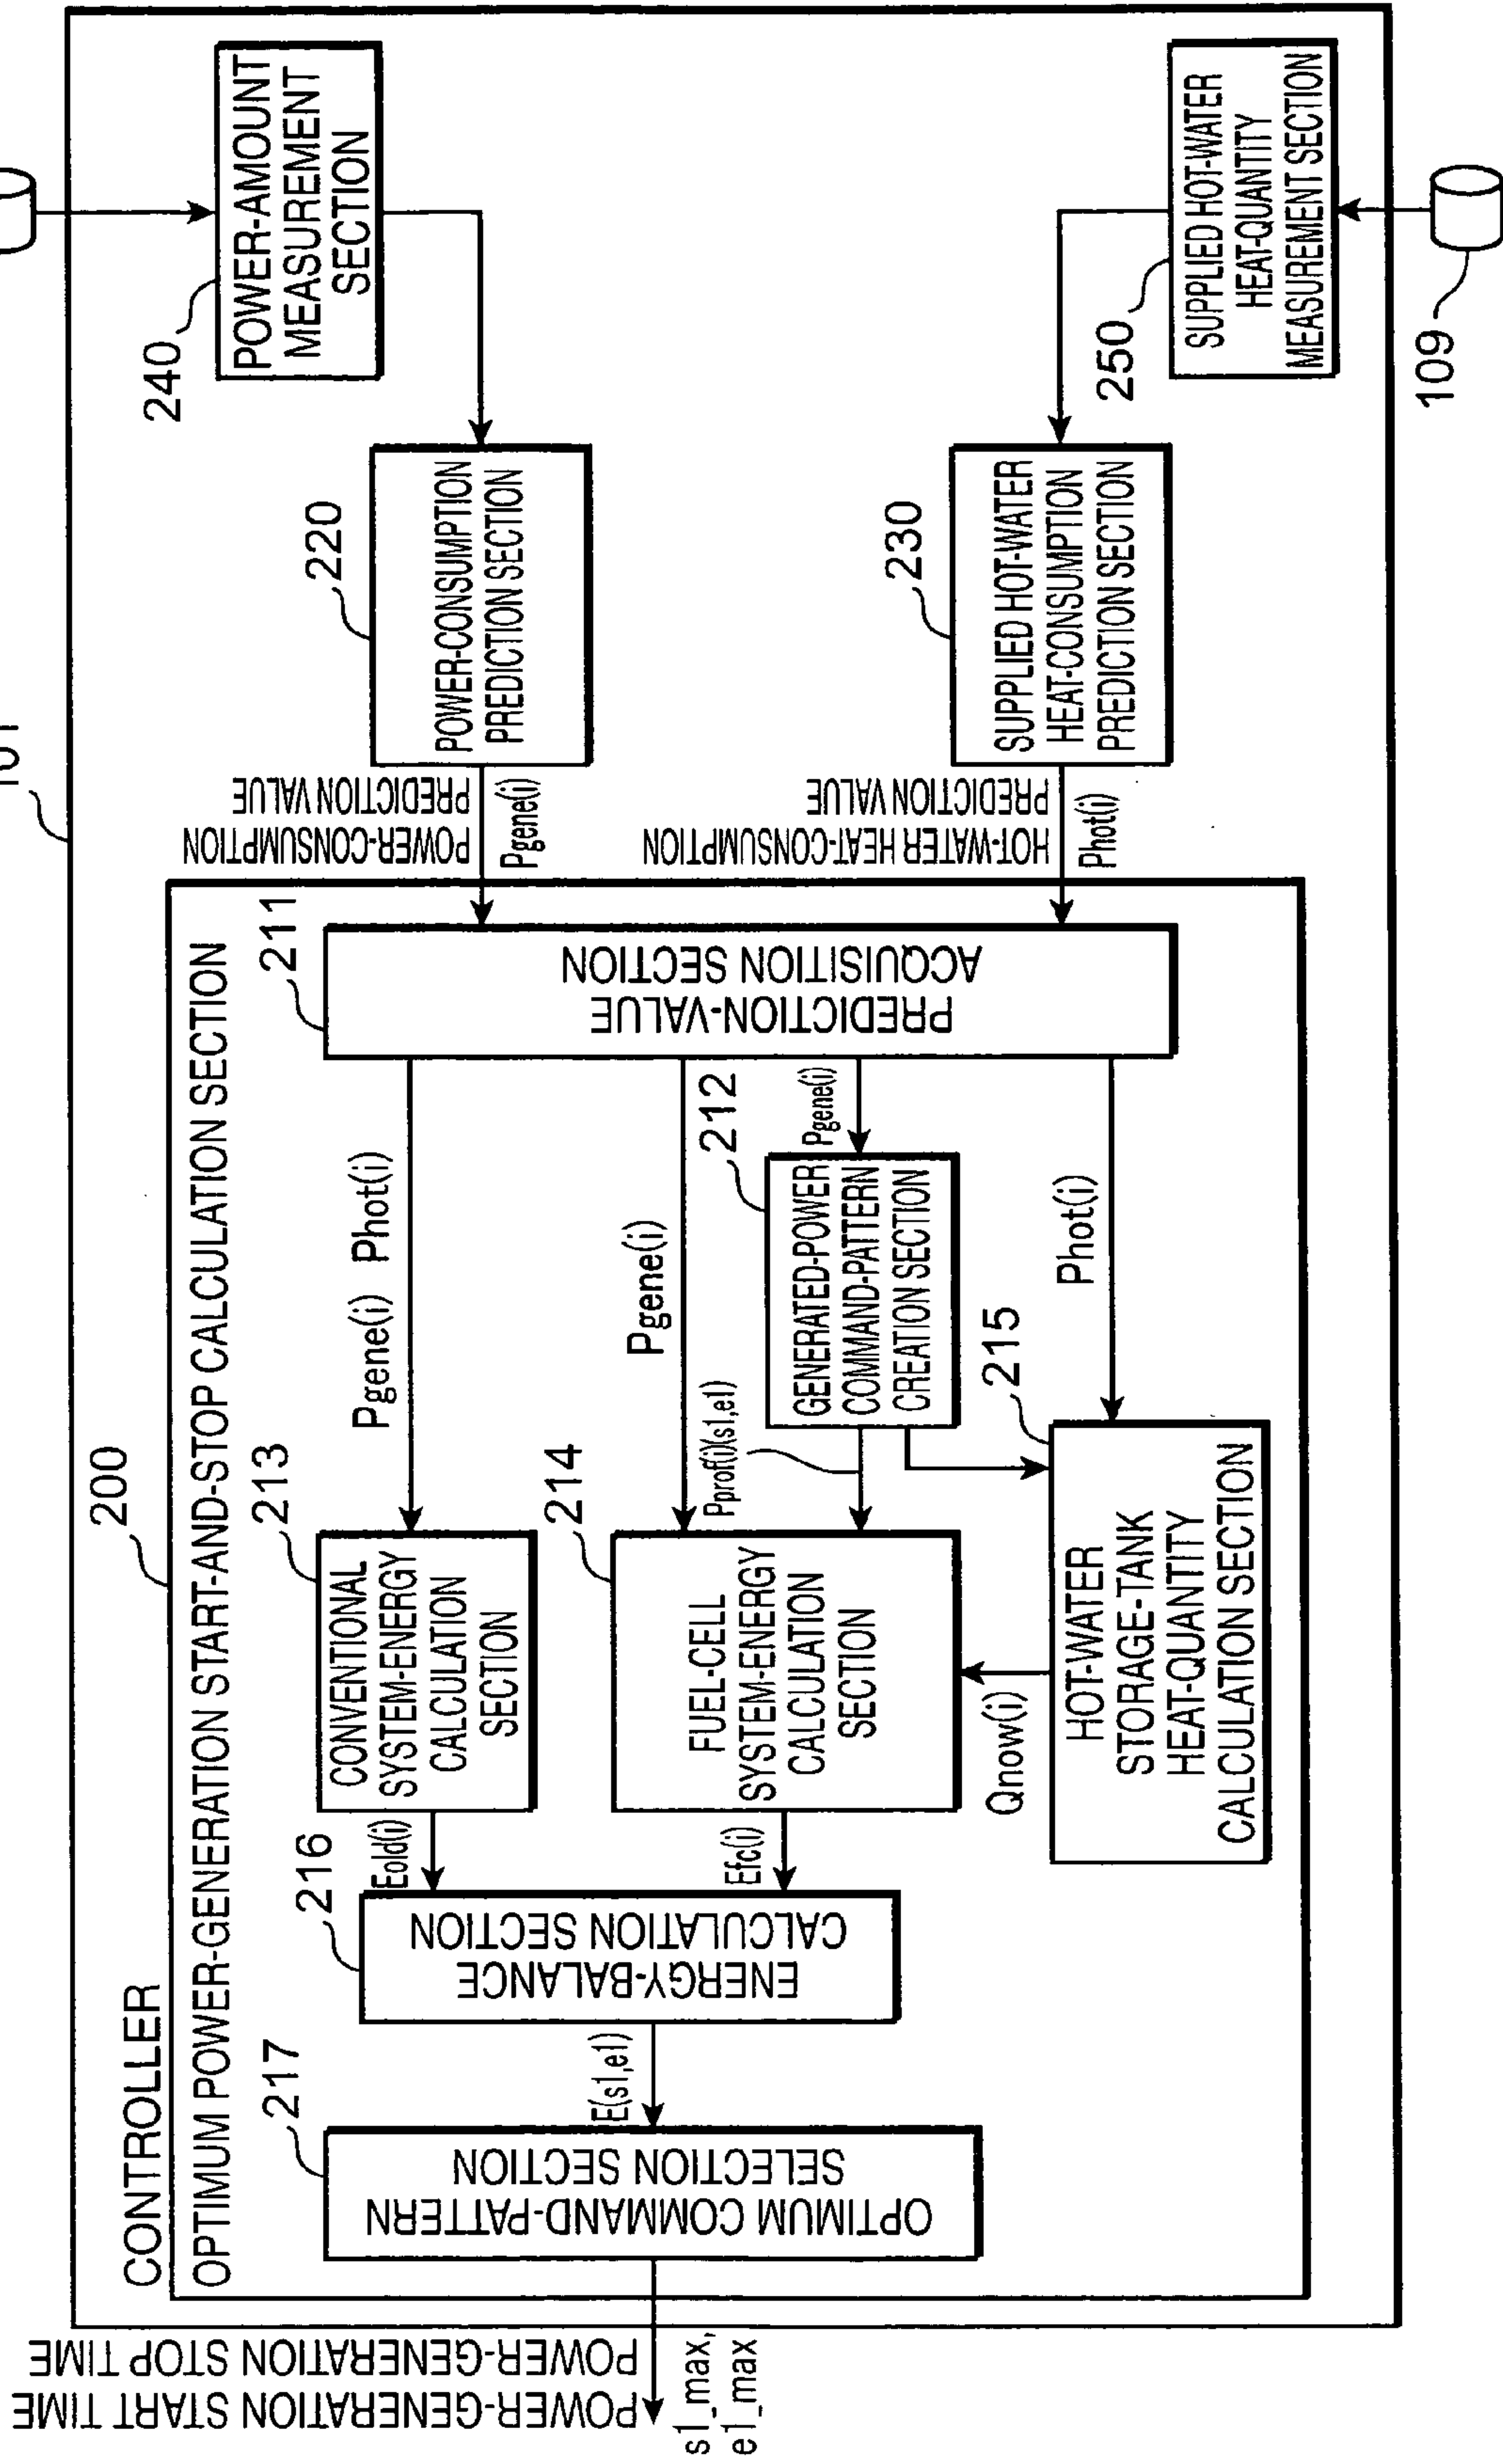 CONTROLLER
200
OPTIMUM POWER-GENERATION START-AND-STOP CALCULATION SECTION
POWER-GENERATION START TIME
POWER-GENERATION STOP TIME
s1_max,
e1_max
217
OPTIMUM COMMAND-PATTERN
SELECTION SECTION
E(s1,e1)
216
ENERGY-BALANCE
CALCULATION SECTION
Eold(i)
Efc(i)
213
CONVENTIONAL
SYSTEM-ENERGY
CALCULATION
SECTION
214
FUEL-CELL
SYSTEM-ENERGY
CALCULATION
SECTION
Qnow(i)
215
HOT-WATER
STORAGE-TANK
HEAT-QUANTITY
CALCULATION SECTION
Pgene(i) Phot(i)
Pgene(i)
Pprof(i)(s1,e1)
212
GENERATED-POWER
COMMAND-PATTERN
CREATION SECTION
Pgene(i)
Phot(i)
211
PREDICTION-VALUE
ACQUISITION SECTION
POWER-CONSUMPTION
PREDICTION VALUE
Pgene(i)
HOT-WATER HEAT-CONSUMPTION
PREDICTION VALUE
Phot(i)
220
POWER-CONSUMPTION
PREDICTION SECTION
230
SUPPLIED HOT-WATER
HEAT-CONSUMPTION
PREDICTION SECTION
240
POWER-AMOUNT
MEASUREMENT
SECTION
250
SUPPLIED HOT-WATER
HEAT-QUANTITY
MEASUREMENT SECTION
109